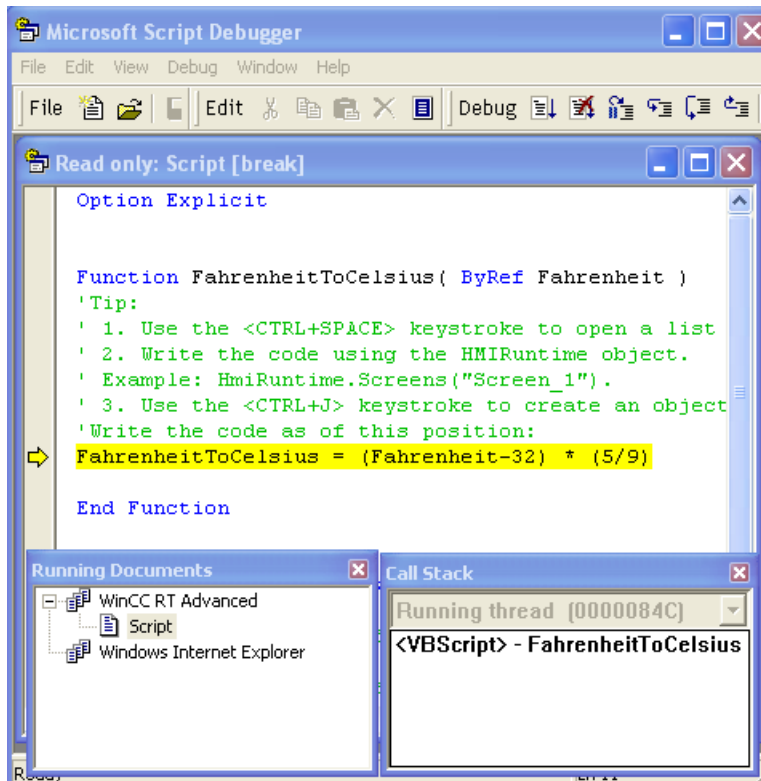 Microsoft Script Debugger
File Edit View Debug Window Help
File Edit Debug
Read only: Script [break]
Option Explicit
Function FahrenheitToCelsius( ByRef Fahrenheit )
'Tip:
' 1. Use the <CTRL+SPACE> keystroke to open a list
' 2. Write the code using the HMIRuntime object.
' Example: HmiRuntime.Screens("Screen_1").
' 3. Use the <CTRL+J> keystroke to create an object
'Write the code as of this position:
FahrenheitToCelsius = (Fahrenheit-32) * (5/9)
End Function
Running Documents
WinCC RT Advanced
Script
Windows Internet Explorer
Call Stack
Running thread (0000084C)
<VBScript> - FahrenheitToCelsius